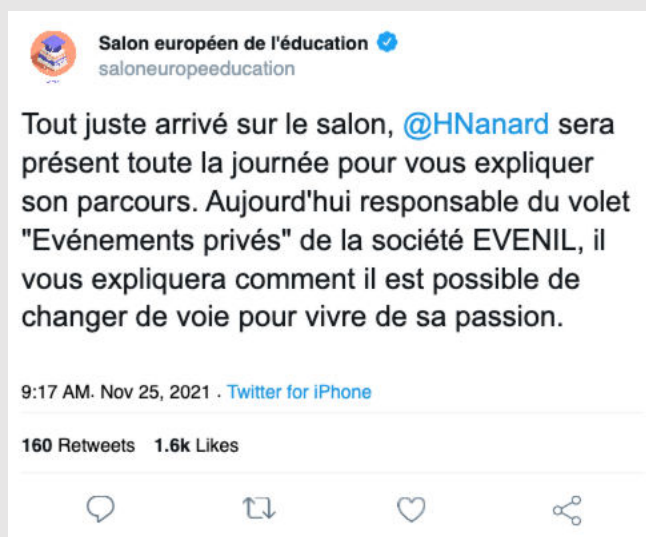 Salon européen de l'éducation
saloneuropeeducation
Tout juste arrivé sur le salon, @HNanard sera
présent toute la journée pour vous expliquer
son parcours. Aujourd'hui responsable du volet
"Evénements privés" de la société EVENIL, il
vous expliquera comment il est possible de
changer de voie pour vivre de sa passion.
9:17 AM. Nov 25, 2021 . Twitter for iPhone
160 Retweets 1.6k Likes